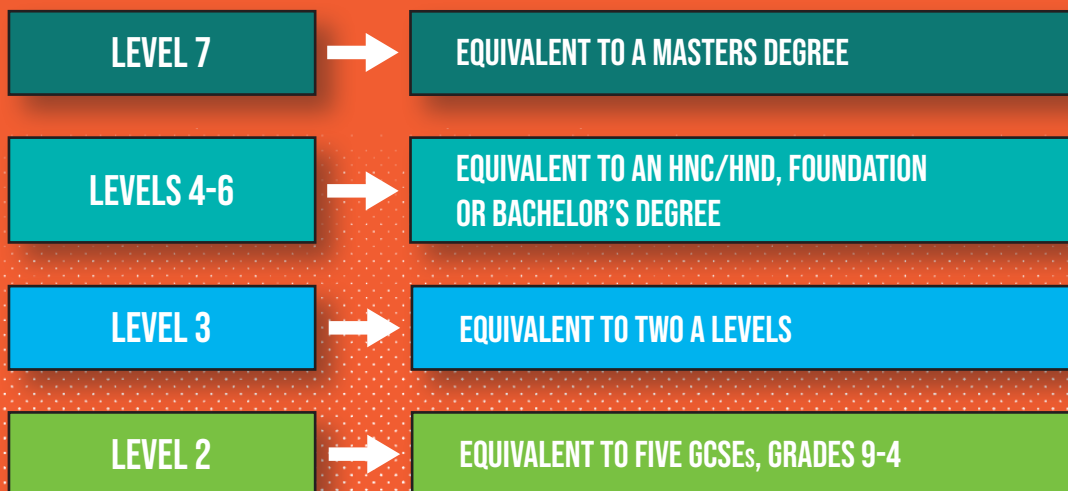 LEVEL 7
EQUIVALENT TO A MASTERS DEGREE
LEVELS 4-6
EQUIVALENT TO AN HNC/HND, FOUNDATION
OR BACHELOR'S DEGREE
LEVEL 3
EQUIVALENT TO TWO A LEVELS
LEVEL 2
EQUIVALENT TO FIVE GCSEs, GRADES 9-4